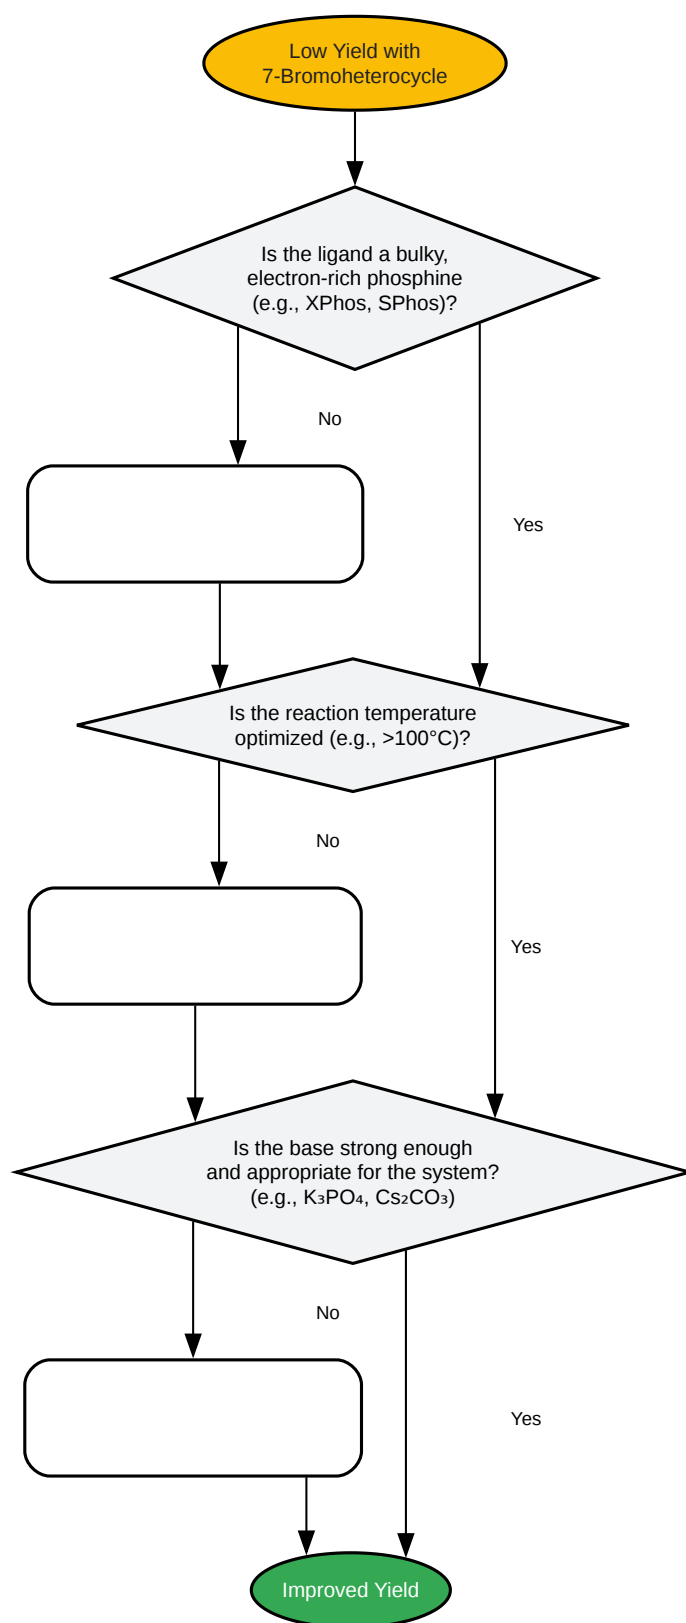 Low Yield with
7-Bromoheterocycle
Is the ligand a bulky,
electron-rich phosphine
(e.g., XPhos, SPhos)?
No
Yes
Is the reaction temperature
optimized (e.g., >100°C)?
No
Yes
Is the base strong enough
and appropriate for the system?
(e.g., K₃PO₄, Cs₂CO₃)
No
Yes
Improved Yield